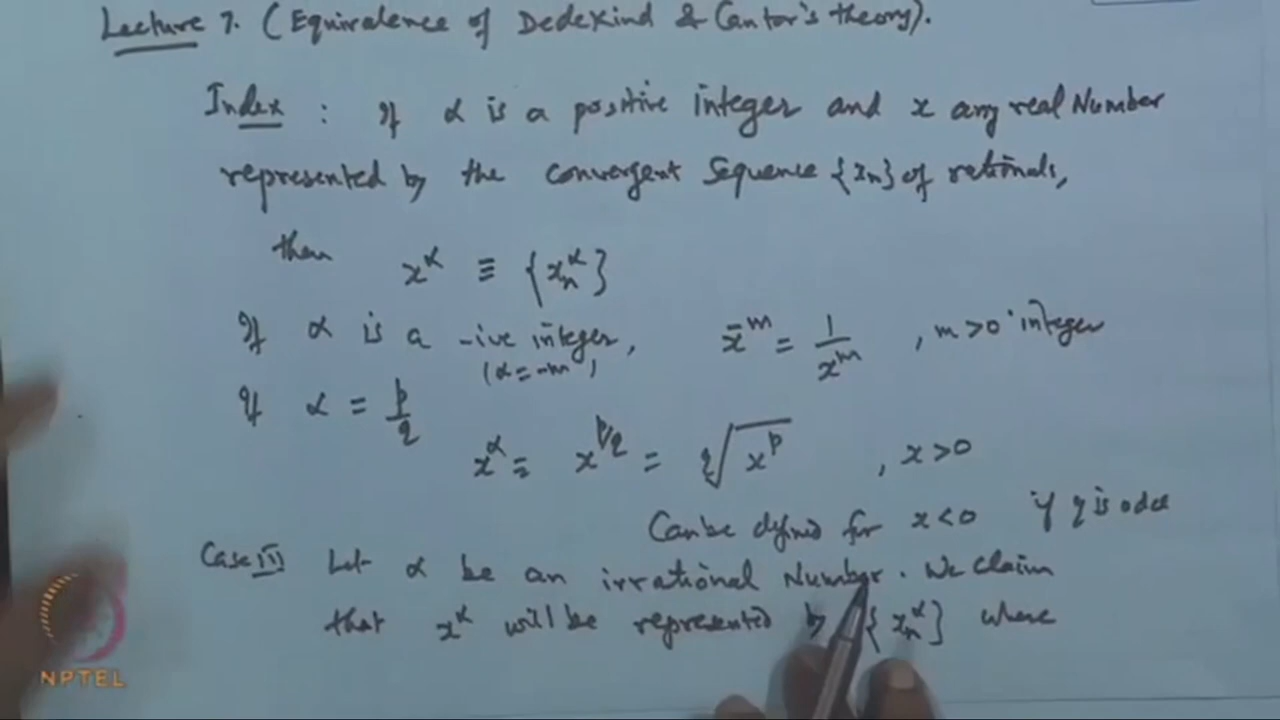 Lecture 7. (Equivalence of Dedekind & Cantor's theory).
Index : If α is a positive integer and x any real Number
represented by the convergent Sequence {xₙ} of rationals,
then x^α ≡ {xₙ^α}
If α is a -ive integer, x^-m = 1/x^m , m>0 integer
(α=-m)
If α = p/q
x^α = x^p/q = q√x^p , x>0
Can be defined for x<0 if q is odd
Case III) Let α be an irrational Number. We claim
that x^α will be represented by {xₙ^α} where
NPTEL